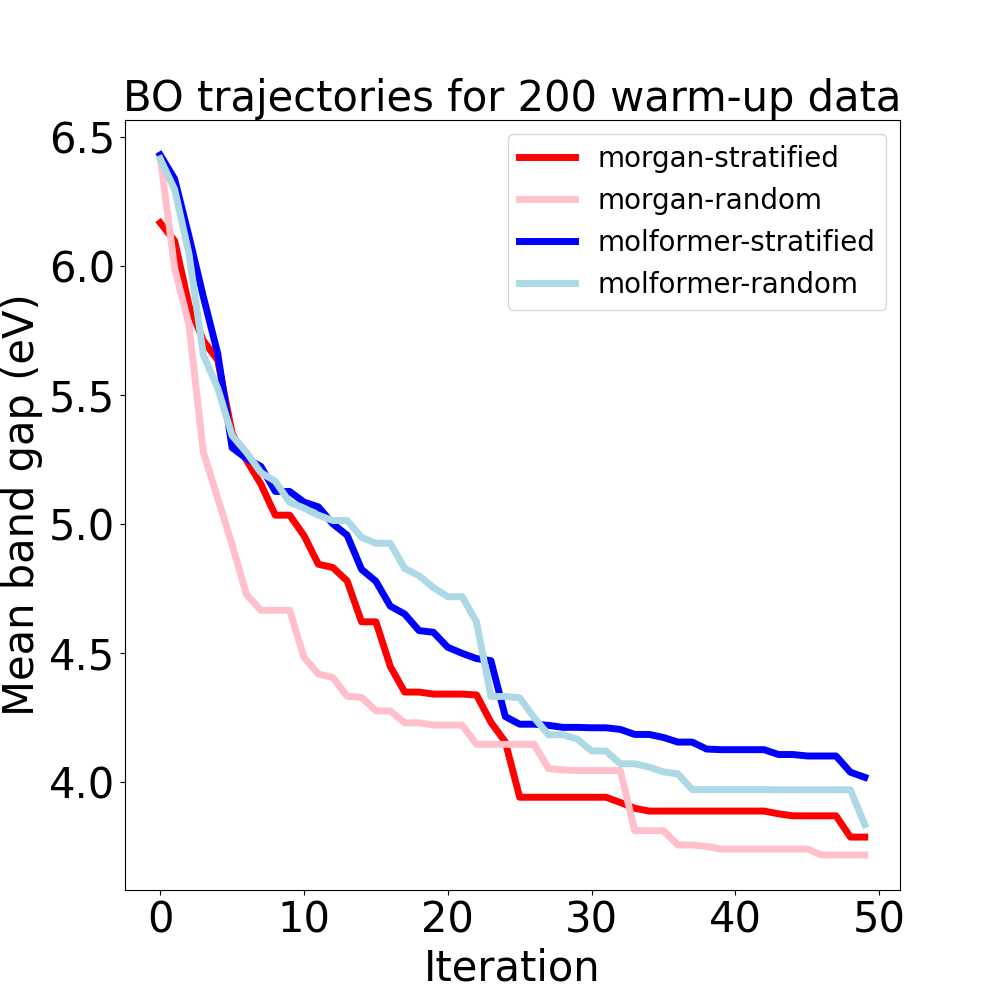 BO trajectories for 200 warm-up data
6.5
6.0
5.5
5.0
4.5
4.0
Mean band gap (eV)
morgan-stratified
morgan-random
molformer-stratified
molformer-random
0 10 20 30 40 50
Iteration